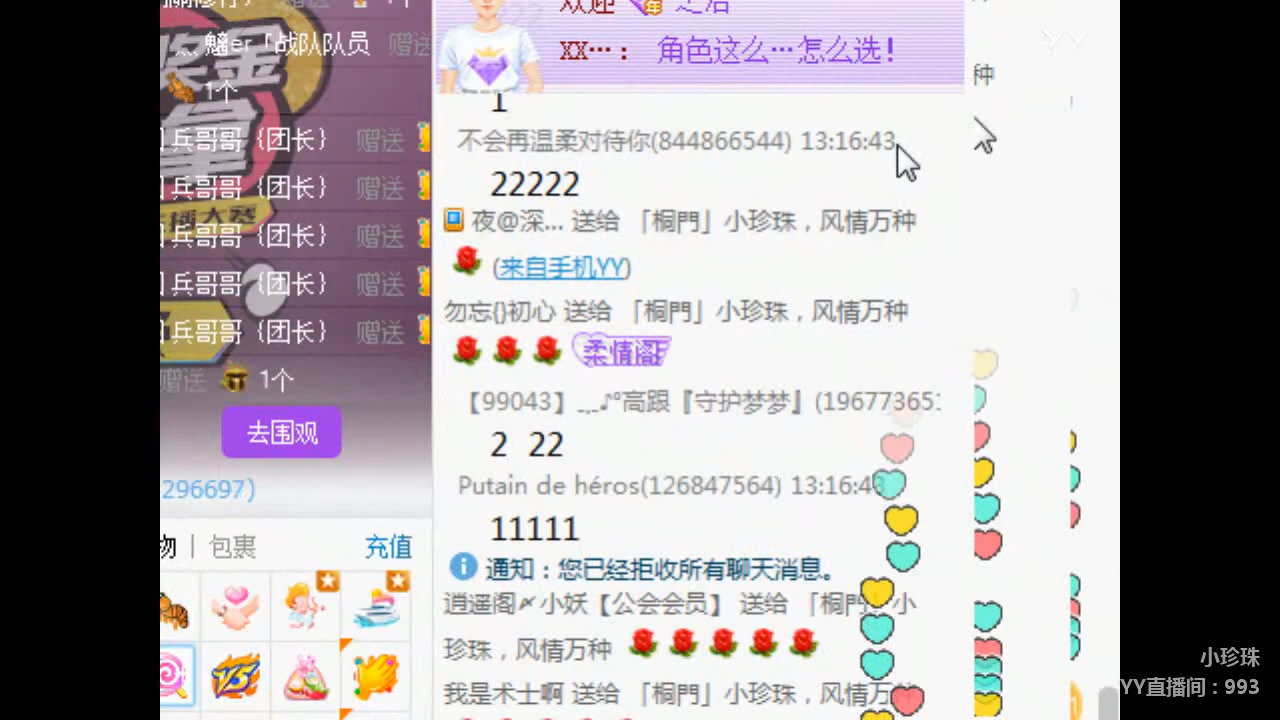 魑er「战队队员 赠送
1个
兵哥哥{团长} 赠送
兵哥哥{团长} 赠送
兵哥哥{团长} 赠送
兵哥哥{团长} 赠送
兵哥哥{团长} 赠送
赠送 1个
去围观
296697)
物 | 包裹 充值
VS
欢迎
XX…： 角色这么…怎么选！
1
不会再温柔对待你(844866544) 13:16:43
22222
夜@深... 送给 「桐門」小珍珠，风情万种
(来自手机YY)
勿忘{}初心 送给 「桐門」小珍珠，风情万种
柔情阁
【99043】_._♪°高跟『守护梦梦』(19677365
2 22
Putain de héros(126847564) 13:16:4
11111
通知：您已经拒收所有聊天消息。
逍遥阁〆小妖【公会会员】 送给 「桐門」小
珍珠，风情万种
我是术士啊 送给 「桐門」小珍珠，风情万
种
小珍珠
YY直播间：993